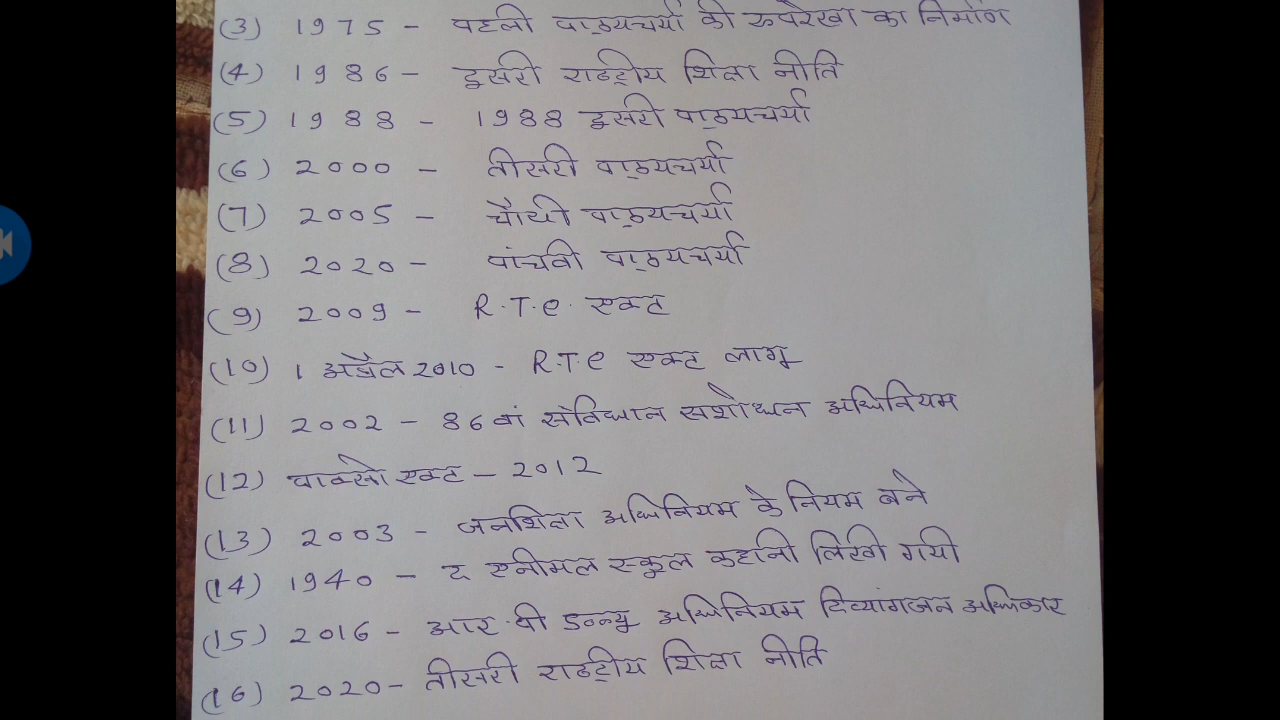 (3) 1975 - पहली पाठ्यचर्या की रूपरेखा का निर्माण
(4) 1986 - दुसरी राष्ट्रीय शिक्षा नीति
(5) 1988 - 1988 दुसरी पाठ्यचर्या
(6) 2000 - तीसरी पाठ्यचर्या
(7) 2005 - चौथी पाठ्यचर्या
(8) 2020 - पांचवी पाठ्यचर्या
(9) 2009 - R.T.e. एक्ट
(10) 1 अप्रैल 2010 - R.T.e एक्ट लागू
(11) 2002 - 86 वां संविधान सशोधन अधिनियम
(12) पाक्सो एक्ट - 2012
(13) 2003 - जनशिक्षा अधिनियम के नियम बने
(14) 1940 - द एनीमल स्कूल कहानी लिखी गयी
(15) 2016 - आर.पी डब्ल्यु अधिनियम दिव्यांगजन अधिकार
(16) 2020 - तीसरी राष्ट्रीय शिक्षा नीति